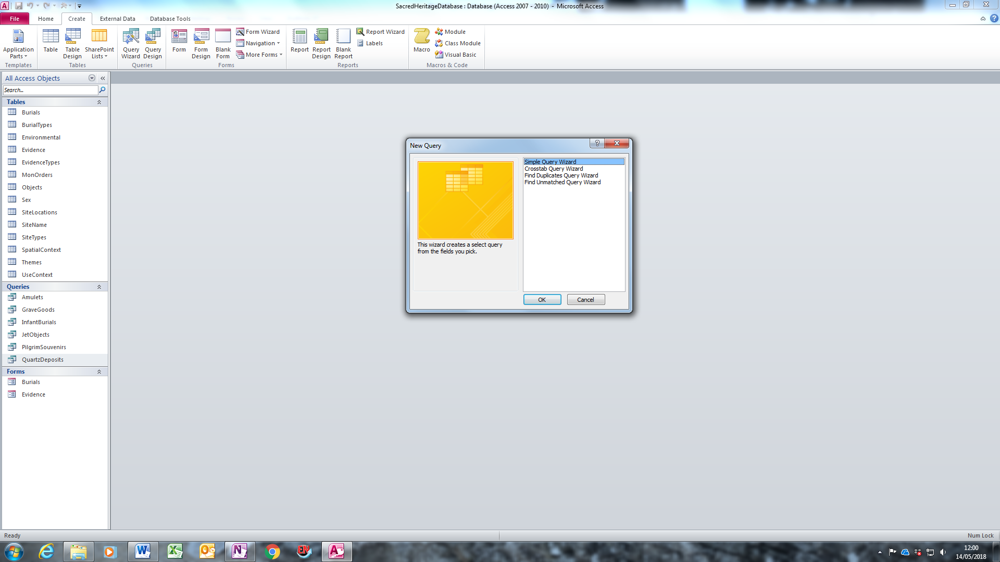 SacredHeritageDatabase : Database (Access 2007 - 2010) - Microsoft Access
File Home Create External Data Database Tools
Application Parts
Table
Table Design
SharePoint Lists
Query Wizard
Query Design
Form
Form Design
Blank Form
Form Wizard
Navigation
More Forms
Report
Report Design
Blank Report
Report Wizard
Labels
Macro
Module
Class Module
Visual Basic
Templates Tables Queries Forms Reports Macros & Code
All Access Objects
Search...
Tables
Burials
BurialTypes
Environmental
Evidence
EvidenceTypes
MonOrders
Objects
Sex
SiteLocations
SiteName
SiteTypes
SpatialContext
Themes
UseContext
Queries
Amulets
GraveGoods
InfantBurials
JetObjects
PilgrimSouvenirs
QuartzDeposits
Forms
Burials
Evidence
New Query
Simple Query Wizard
Crosstab Query Wizard
Find Duplicates Query Wizard
Find Unmatched Query Wizard
This wizard creates a select query
from the fields you pick.
OK Cancel
Ready
Num Lock
12:00
14/05/2018